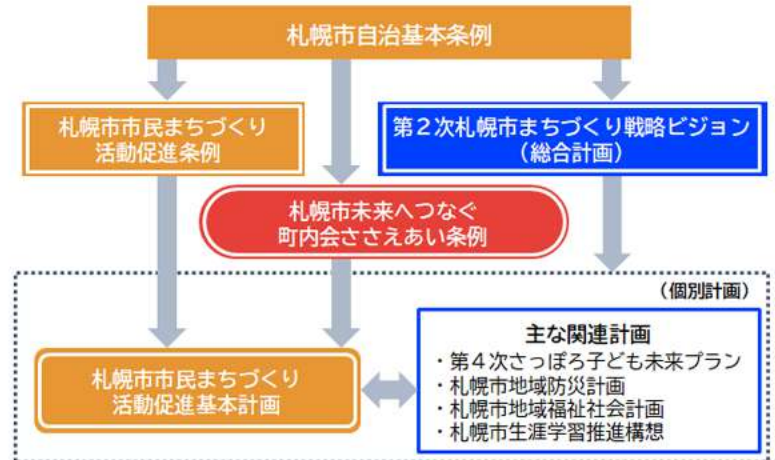 札幌市自治基本条例
札幌市市民まちづくり
活動促進条例
第２次札幌市まちづくり戦略ビジョン
（総合計画）
札幌市未来へつなぐ
町内会ささえあい条例
（個別計画）
札幌市市民まちづくり
活動促進基本計画
主な関連計画
・第４次さっぽろ子ども未来プラン
・札幌市地域防災計画
・札幌市地域福祉社会計画
・札幌市生涯学習推進構想